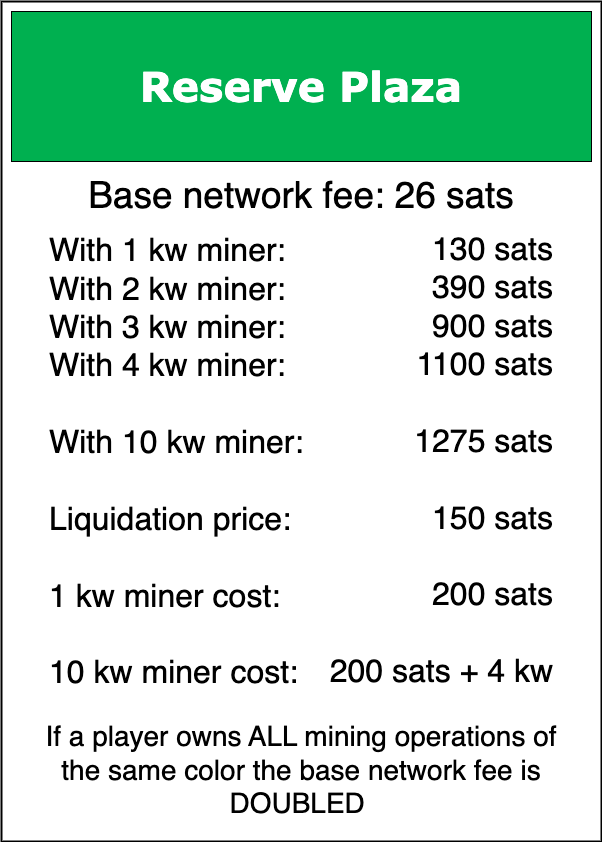 Reserve Plaza
Base network fee: 26 sats
With 1 kw miner: 130 sats
With 2 kw miner: 390 sats
With 3 kw miner: 900 sats
With 4 kw miner: 1100 sats
With 10 kw miner: 1275 sats
Liquidation price: 150 sats
1 kw miner cost: 200 sats
10 kw miner cost: 200 sats + 4 kw
If a player owns ALL mining operations of
the same color the base network fee is
DOUBLED